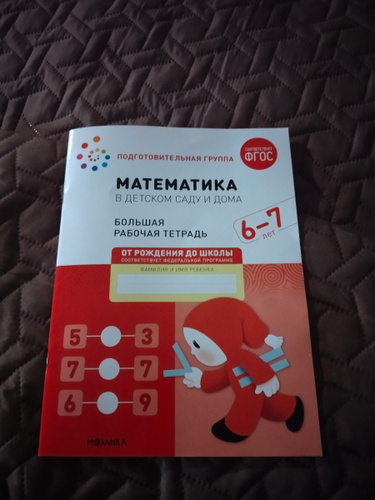 ПОДГОТОВИТЕЛЬНАЯ ГРУППА
СООТВЕТСТВУЕТ
ФГОС
МАТЕМАТИКА
В ДЕТСКОМ САДУ И ДОМА
БОЛЬШАЯ
РАБОЧАЯ ТЕТРАДЬ
6–7
лет
ОТ РОЖДЕНИЯ ДО ШКОЛЫ
СООТВЕТСТВУЕТ ФЕДЕРАЛЬНОЙ ПРОГРАММЕ
ФАМИЛИЯ И ИМЯ РЕБЕНКА
5 3
7 7
6 9
МОЗАИКА